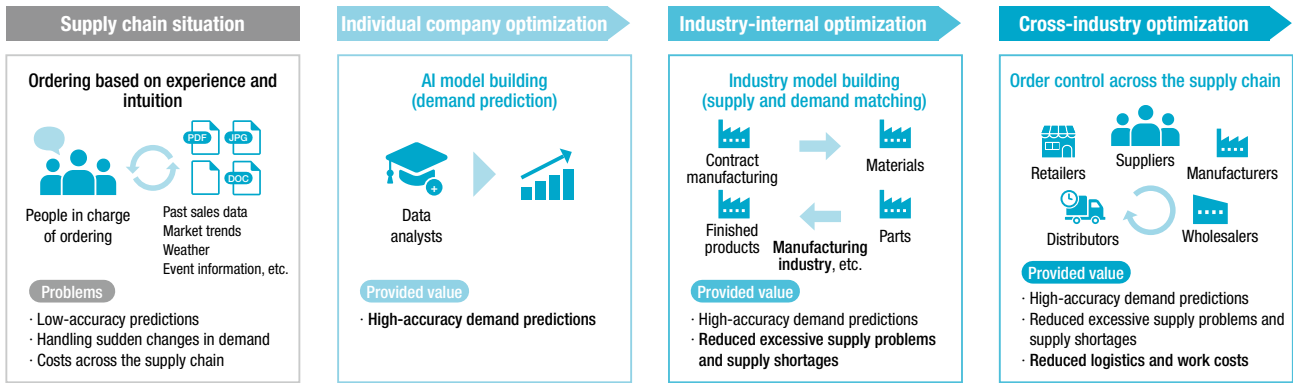 Supply chain situation
Ordering based on experience and
intuition
PDF
JPG
DOC
People in charge
of ordering
Past sales data
Market trends
Weather
Event information, etc.
Problems
· Low-accuracy predictions
· Handling sudden changes in demand
· Costs across the supply chain
Individual company optimization
AI model building
(demand prediction)
Data
analysts
Provided value
· High-accuracy demand predictions
Industry-internal optimization
Industry model building
(supply and demand matching)
Contract
manufacturing
Materials
Finished
products
Parts
Manufacturing
industry, etc.
Provided value
· High-accuracy demand predictions
· Reduced excessive supply problems
and supply shortages
Cross-industry optimization
Order control across the supply chain
Retailers
Suppliers
Manufacturers
Distributors
Wholesalers
Provided value
· High-accuracy demand predictions
· Reduced excessive supply problems and
supply shortages
· Reduced logistics and work costs